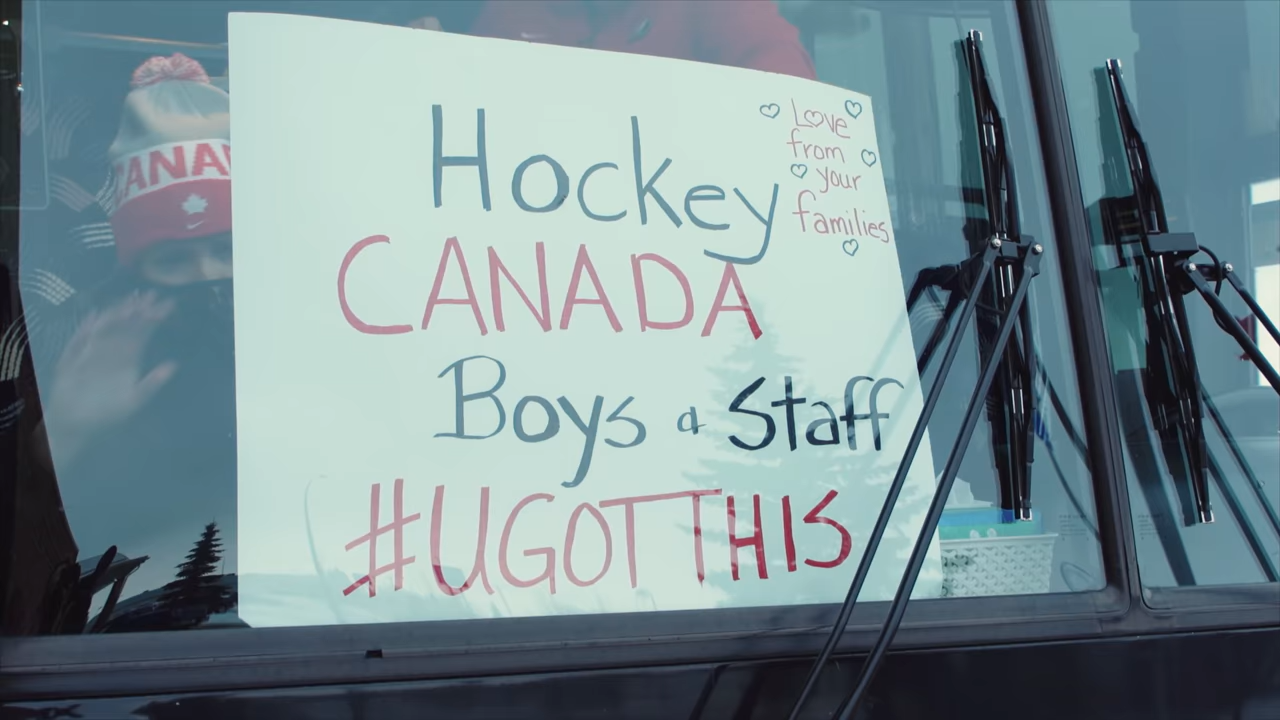 Hockey
CANADA
Boys & Staff
#UGOTTHIS
Love
from
your
families
CANA